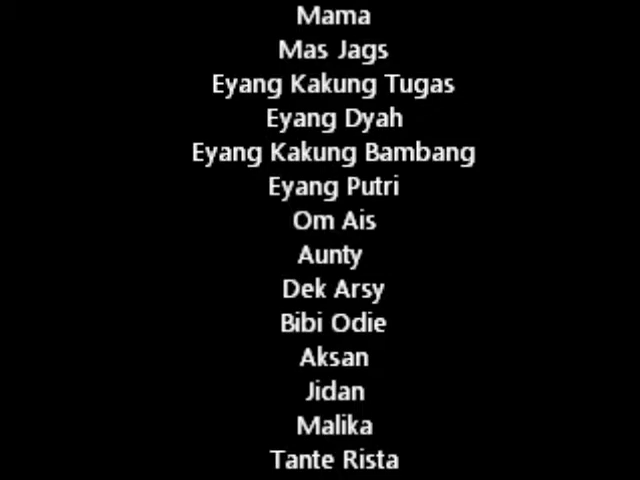 Mama
Mas Jags
Eyang Kakung Tugas
Eyang Dyah
Eyang Kakung Bambang
Eyang Putri
Om Ais
Aunty
Dek Arsy
Bibi Odie
Aksan
Jidan
Malika
Tante Rista